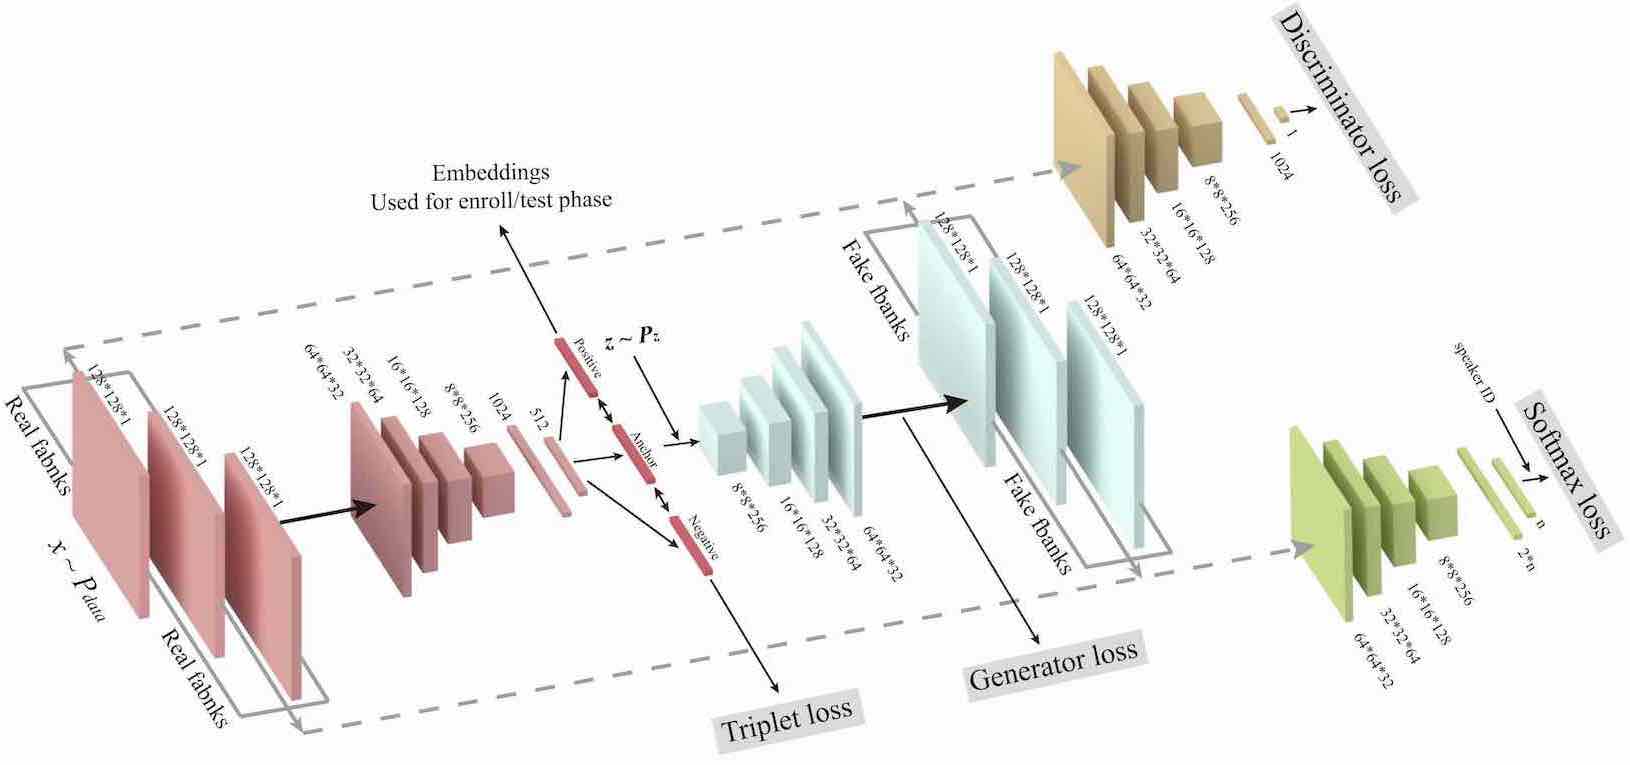 Real fabnks
128*128*1
128*128*1
128*128*1
x ~ Pdata
Real fabnks
64*64*32
32*32*64
16*16*128
8*8*256
1024
512
Embeddings
Used for enroll/test phase
Positive
Anchor
Negative
Triplet loss
z ~ Pz
8*8*256
16*16*128
32*32*64
64*64*32
Generator loss
Fake fbanks
128*128*1
128*128*1
128*128*1
Fake fbanks
64*64*32
32*32*64
16*16*128
8*8*256
1024
1
Discriminator loss
64*64*32
32*32*64
16*16*128
8*8*256
2*n
n
speaker ID
Softmax loss